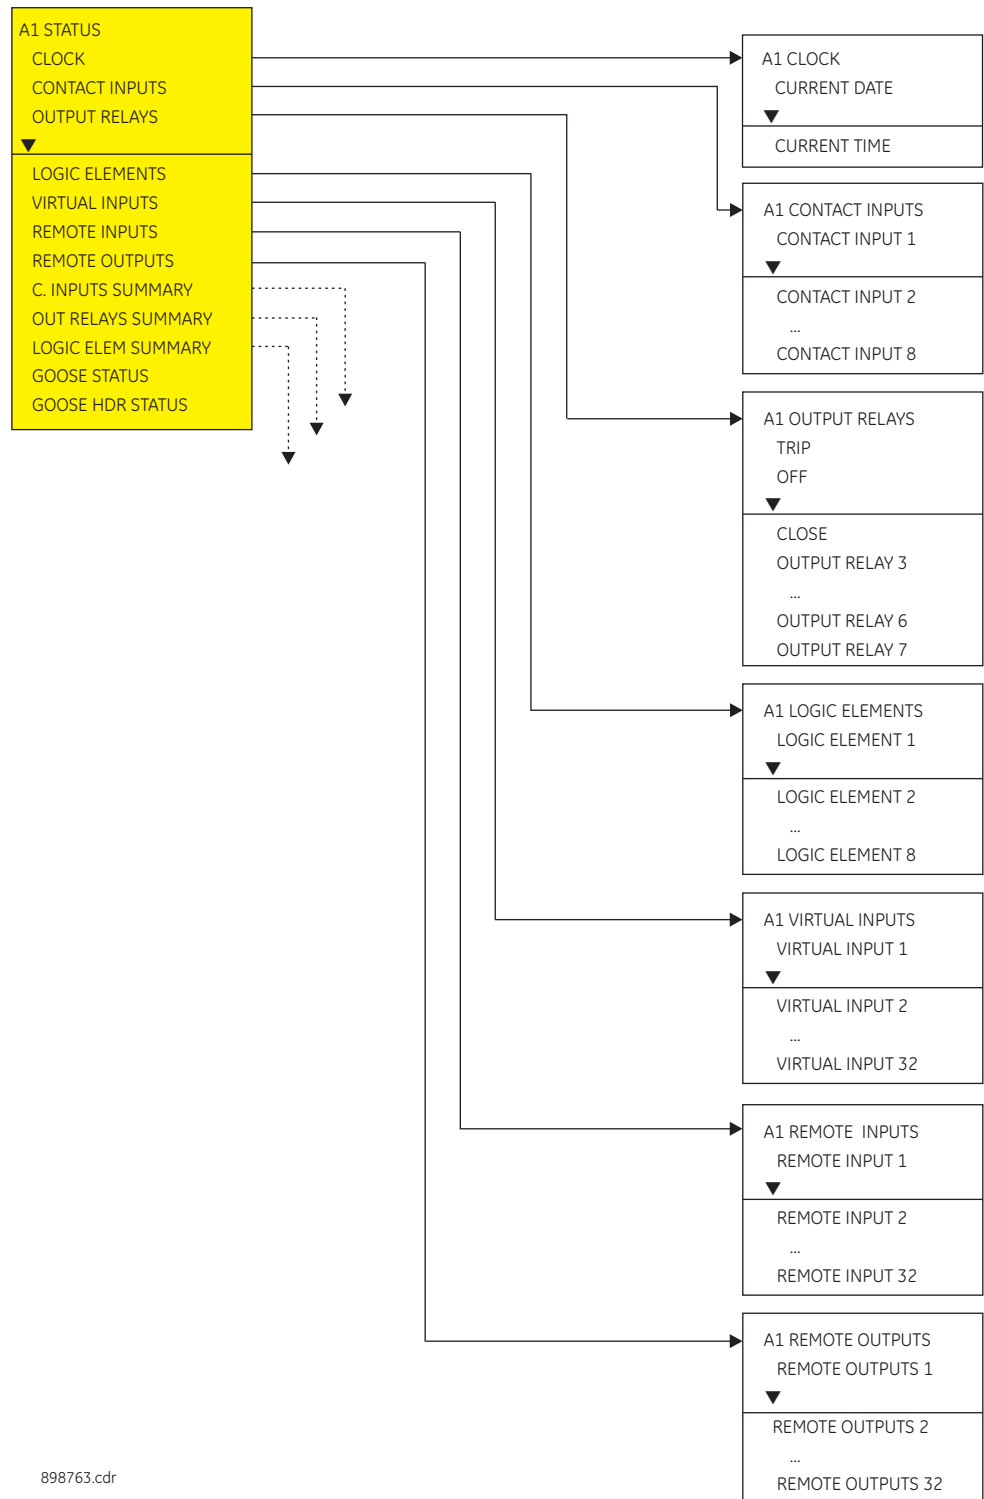 A1 STATUS
CLOCK
CONTACT INPUTS
OUTPUT RELAYS
LOGIC ELEMENTS
VIRTUAL INPUTS
REMOTE INPUTS
REMOTE OUTPUTS
C. INPUTS SUMMARY
OUT RELAYS SUMMARY
LOGIC ELEM SUMMARY
GOOSE STATUS
GOOSE HDR STATUS
A1 CLOCK
CURRENT DATE
CURRENT TIME
A1 CONTACT INPUTS
CONTACT INPUT 1
CONTACT INPUT 2
...
CONTACT INPUT 8
A1 OUTPUT RELAYS
TRIP
OFF
CLOSE
OUTPUT RELAY 3
...
OUTPUT RELAY 6
OUTPUT RELAY 7
A1 LOGIC ELEMENTS
LOGIC ELEMENT 1
LOGIC ELEMENT 2
...
LOGIC ELEMENT 8
A1 VIRTUAL INPUTS
VIRTUAL INPUT 1
VIRTUAL INPUT 2
...
VIRTUAL INPUT 32
A1 REMOTE  INPUTS
REMOTE INPUT 1
REMOTE INPUT 2
...
REMOTE INPUT 32
A1 REMOTE OUTPUTS
REMOTE OUTPUTS 1
REMOTE OUTPUTS 2
...
REMOTE OUTPUTS 32
898763.cdr